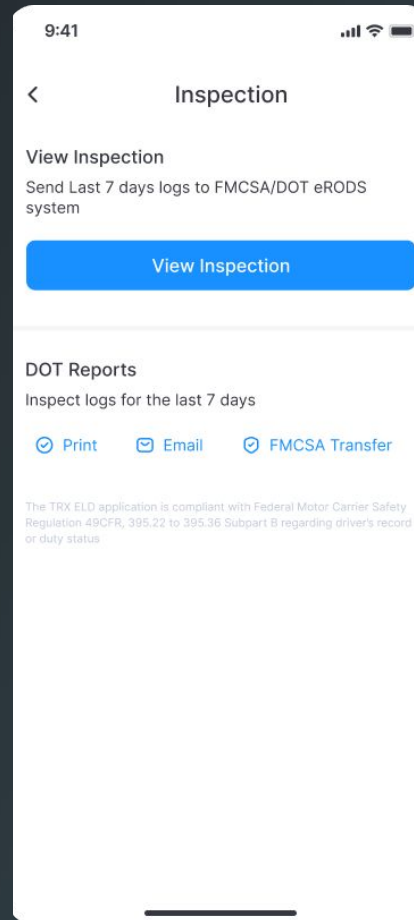 9:41
Inspection
View Inspection
Send Last 7 days logs to FMCSA/DOT eRODS
system
View Inspection
DOT Reports
Inspect logs for the last 7 days
Print Email FMCSA Transfer
The TRX ELD application is compliant with Federal Motor Carrier Safety
Regulation 49CFR, 395.22 to 395.36 Subpart B regarding driver's record
or duty status